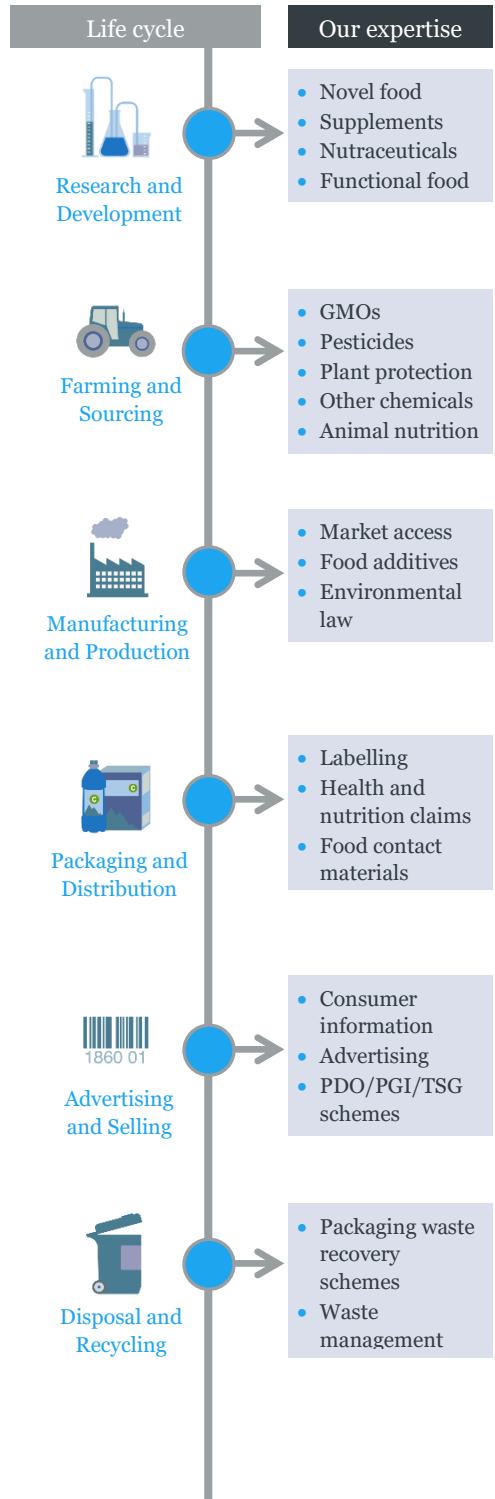 Life cycle
Our expertise
Research and
Development
Novel food
Supplements
Nutraceuticals
Functional food
Farming and
Sourcing
GMOs
Pesticides
Plant protection
Other chemicals
Animal nutrition
Manufacturing
and Production
Market access
Food additives
Environmental
law
Packaging and
Distribution
Labelling
Health and
nutrition claims
Food contact
materials
1860 01
Advertising
and Selling
Consumer
information
Advertising
PDO/PGI/TSG
schemes
Disposal and
Recycling
Packaging waste
recovery
schemes
Waste
management